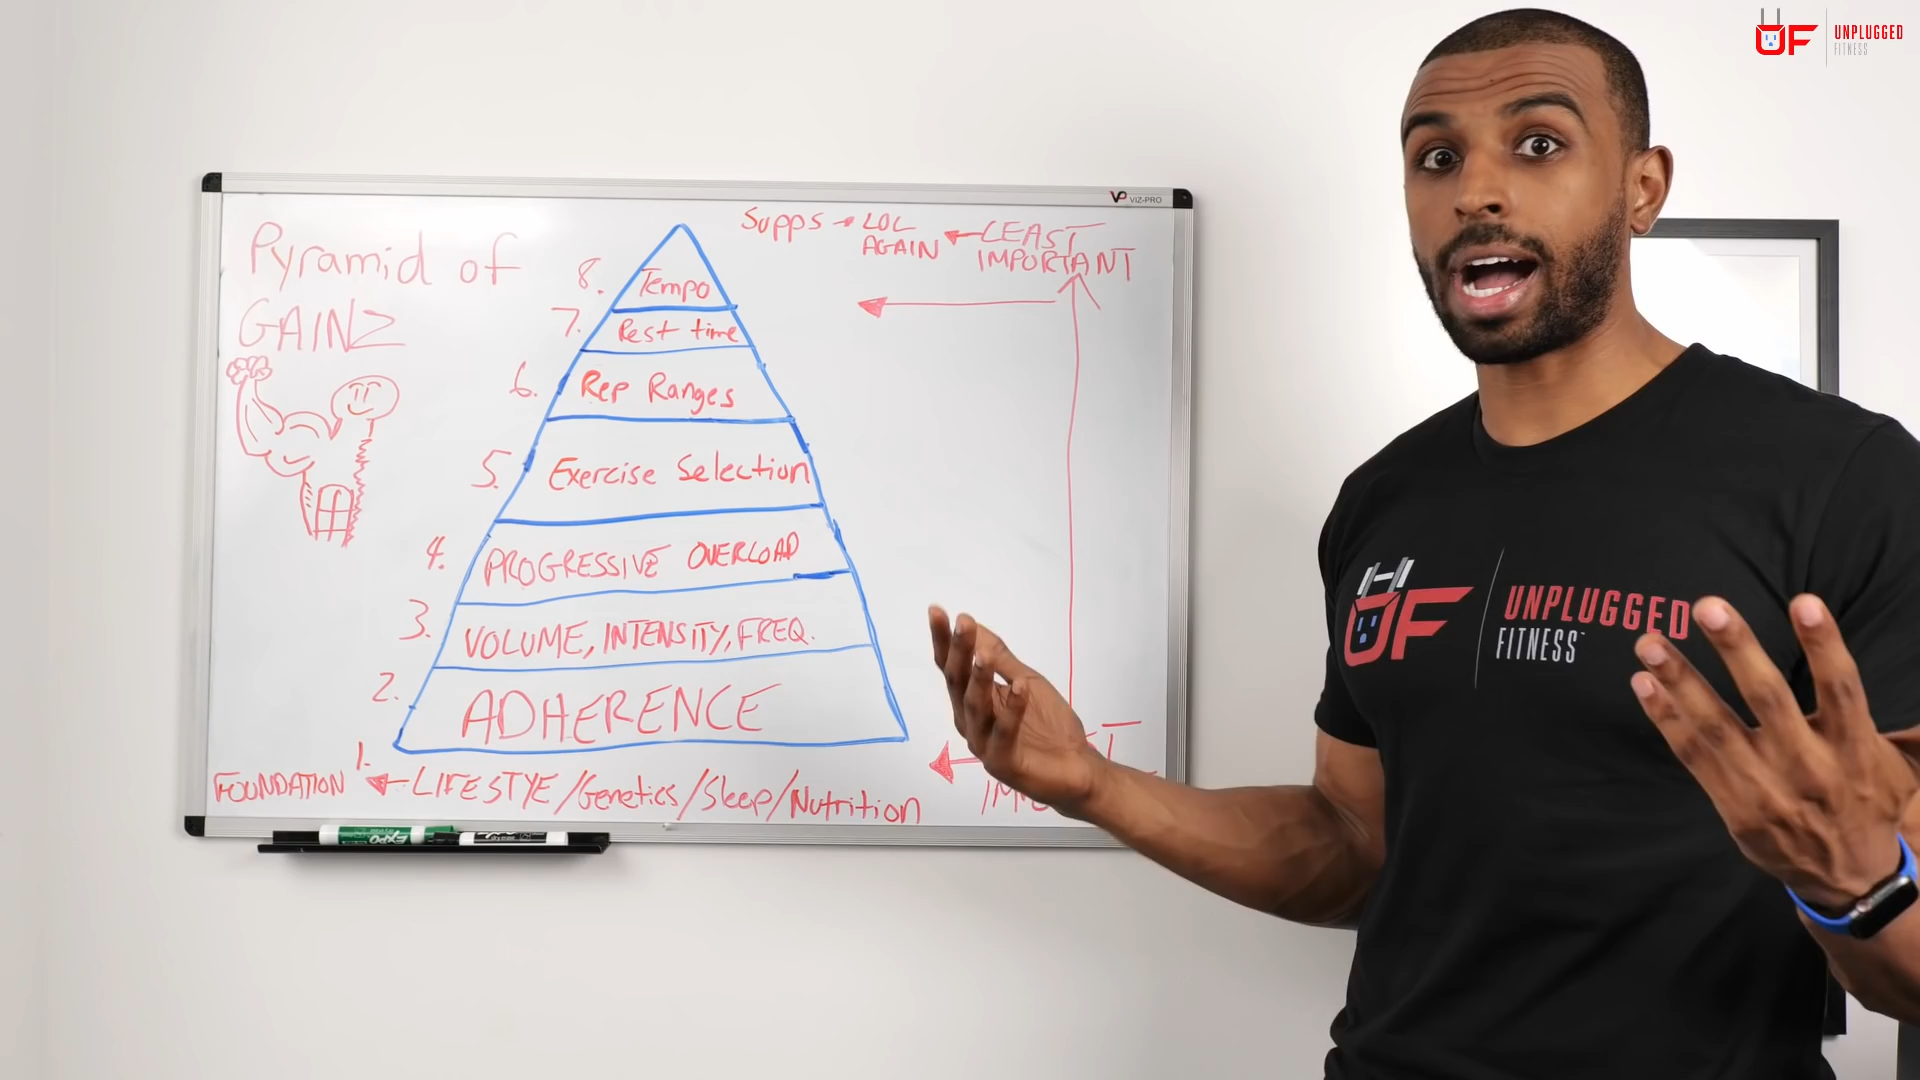 UNPLUGGED
FITNESS
VIZ-PRO
Pyramid of
GAINZ
Supps → LOL
AGAIN
← LEAST
IMPORTANT
8. Tempo
7. Rest time
6. Rep Ranges
5. Exercise Selection
4. PROGRESSIVE OVERLOAD
3. VOLUME, INTENSITY, FREQ.
2. ADHERENCE
1.
FOUNDATION ← LIFESTYE/Genetics/Sleep/Nutrition
EXPO
UF
UNPLUGGED
FITNESS